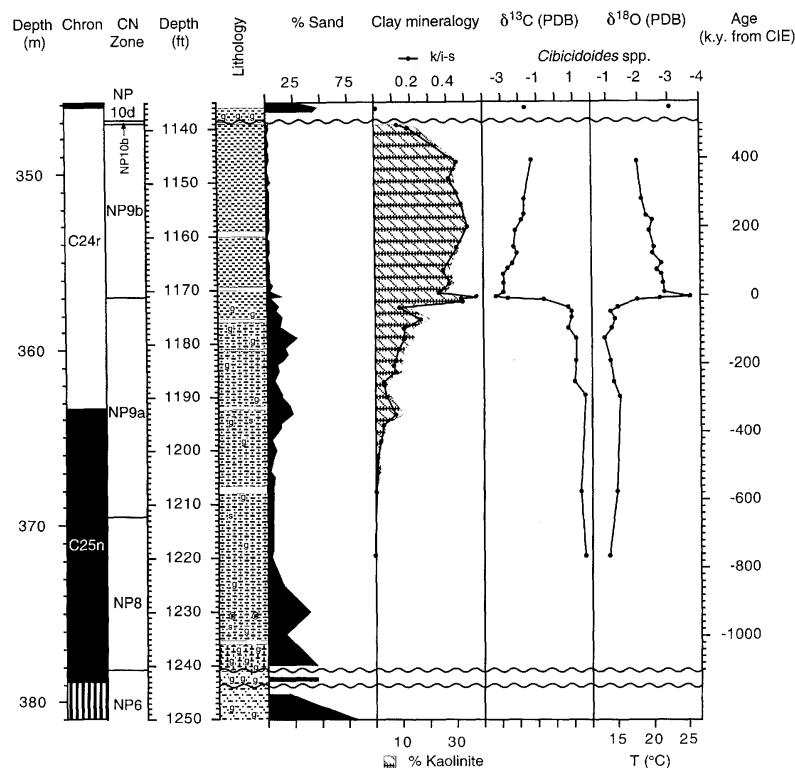 Depth (m) Chron CN Zone Depth (ft) Lithology % Sand Clay mineralogy δ13C (PDB) δ18O (PDB) Age (k.y. from CIE)
k/i-s Cibicidoides spp.
25 75 0.2 0.4 -3 -1 1 -1 -2 -3 -4
NP 10d
NP10b
1140
400
350
1150
NP9b
200
1160
C24r
1170
0
360
1180
-200
1190
NP9a
-400
1200
1210
-600
370
C25n
1220
-800
NP8
1230
-1000
1240
380
NP6
1250
10 30 15 20 25
% Kaolinite T (°C)